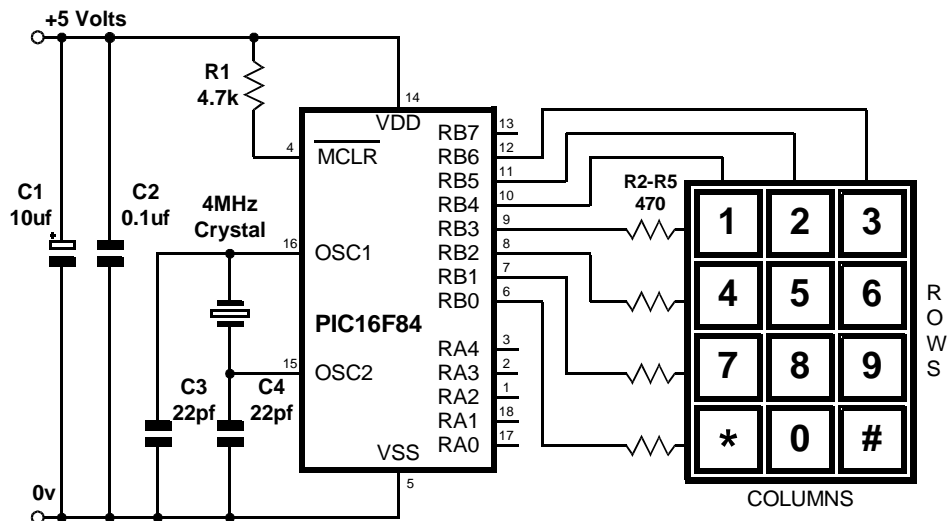 +5 Volts
R1
4.7k
14
VDD
4
MCLR
RB7
13
RB6
12
RB5
11
RB4
10
RB3
9
RB2
8
RB1
7
RB0
6
R2-R5
470
C1
10uf
+
C2
0.1uf
4MHz
Crystal
16
OSC1
PIC16F84
15
OSC2
RA4
3
RA3
2
RA2
1
RA1
18
RA0
17
C3
22pf
C4
22pf
VSS
5
0v
1 2 3
4 5 6
7 8 9
* 0 #
ROWS
COLUMNS